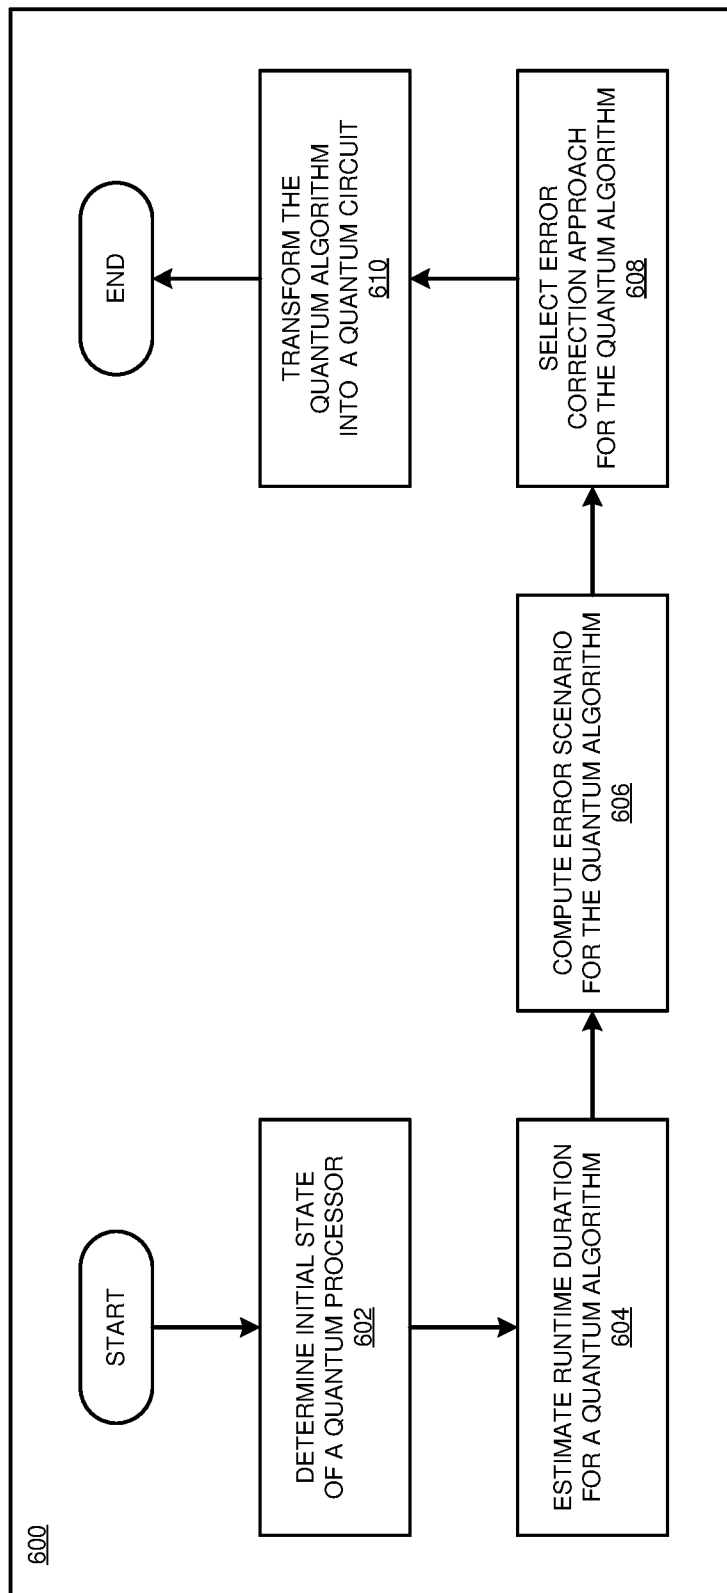 600
START
DETERMINE INITIAL STATE
OF A QUANTUM PROCESSOR
602
ESTIMATE RUNTIME DURATION
FOR A QUANTUM ALGORITHM
604
COMPUTE ERROR SCENARIO
FOR THE QUANTUM ALGORITHM
606
SELECT ERROR
CORRECTION APPROACH
FOR THE QUANTUM ALGORITHM
608
TRANSFORM THE
QUANTUM ALGORITHM
INTO A QUANTUM CIRCUIT
610
END